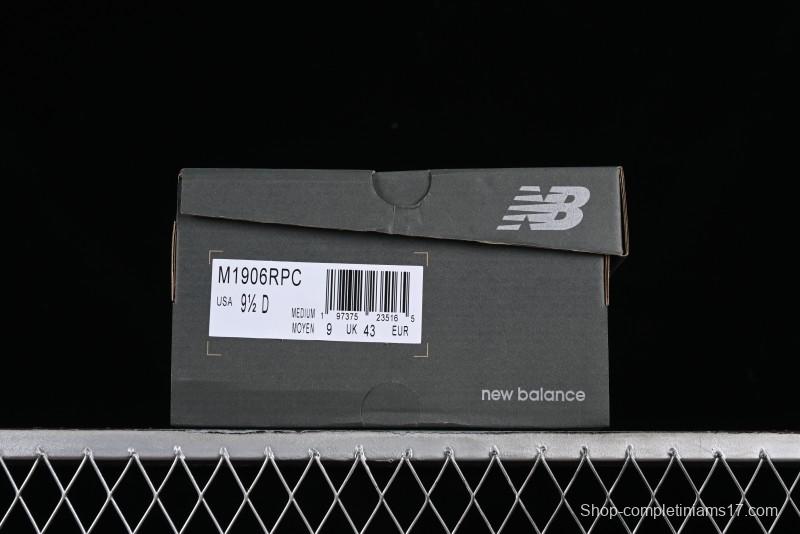 NB
M1906RPC
USA 9½ D
MEDIUM 1 97375 23516 5
MOYEN 9 UK 43 EUR
new balance
Shop-completiniams17.com